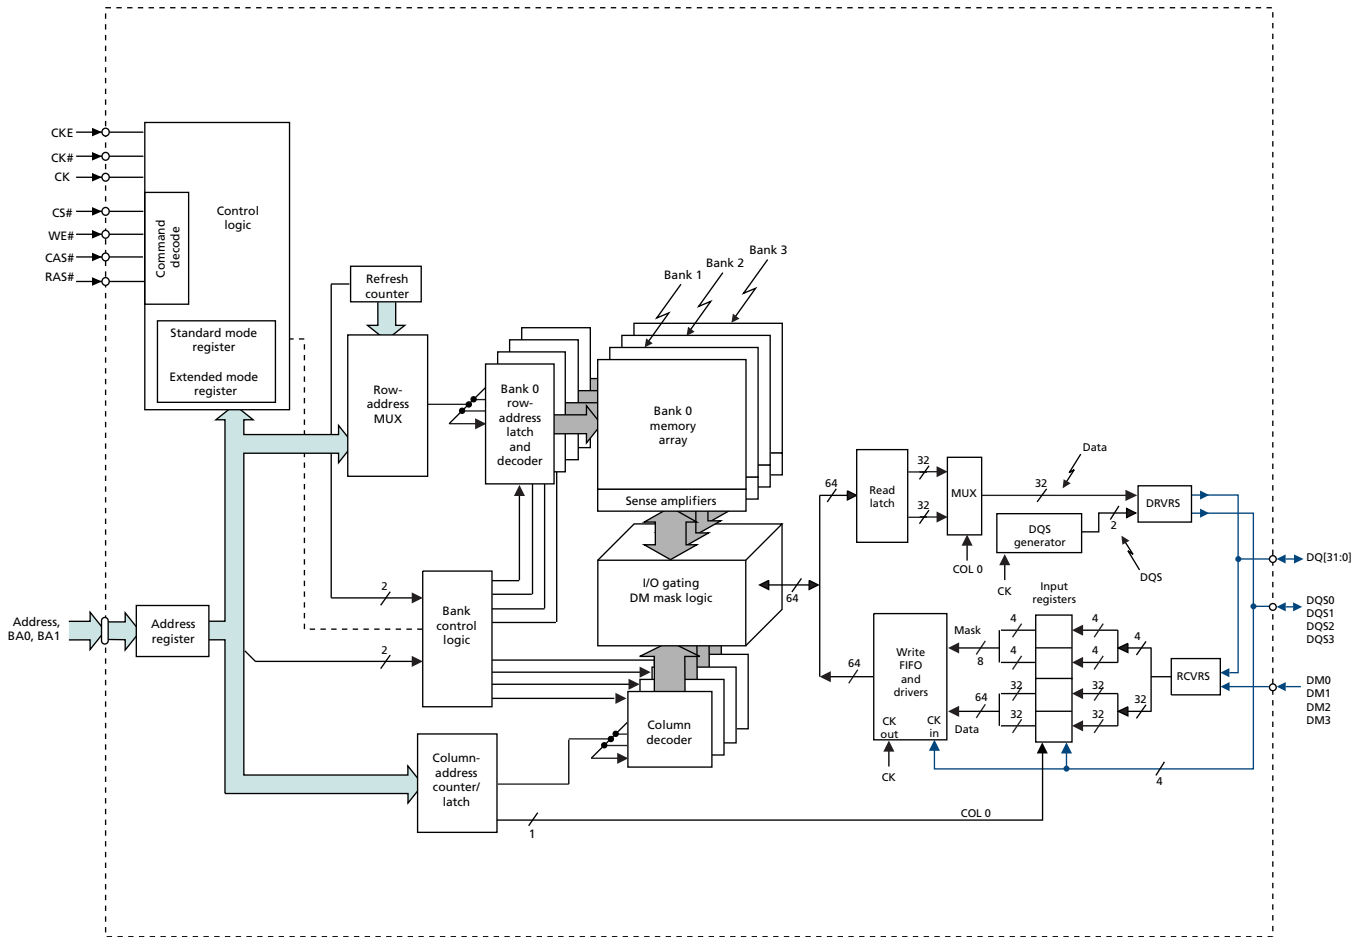 CKE
CK#
CK
CS#
WE#
CAS#
RAS#
Command
decode
Control
logic
Standard mode
register
Extended mode
register
Refresh
counter
Row-
address
MUX
Bank 0
row-
address
latch
and
decoder
Bank 1
Bank 2
Bank 3
Bank 0
memory
array
Sense amplifiers
I/O gating
DM mask logic
Address,
BA0, BA1
Address
register
2
2
Bank
control
logic
Column-
address
counter/
latch
Column
decoder
1
COL 0
64
64
64
Read
latch
32
32
MUX
COL 0
32
Data
DQS
generator
CK
2
DQS
DRVRS
DQ[31:0]
DQS0
DQS1
DQS2
DQS3
DM0
DM1
DM2
DM3
RCVRS
Input
registers
4
4
4
4
4
32
32
32
32
32
Mask
8
64
Data
Write
FIFO
and
drivers
CK
out
CK
in
CK
4